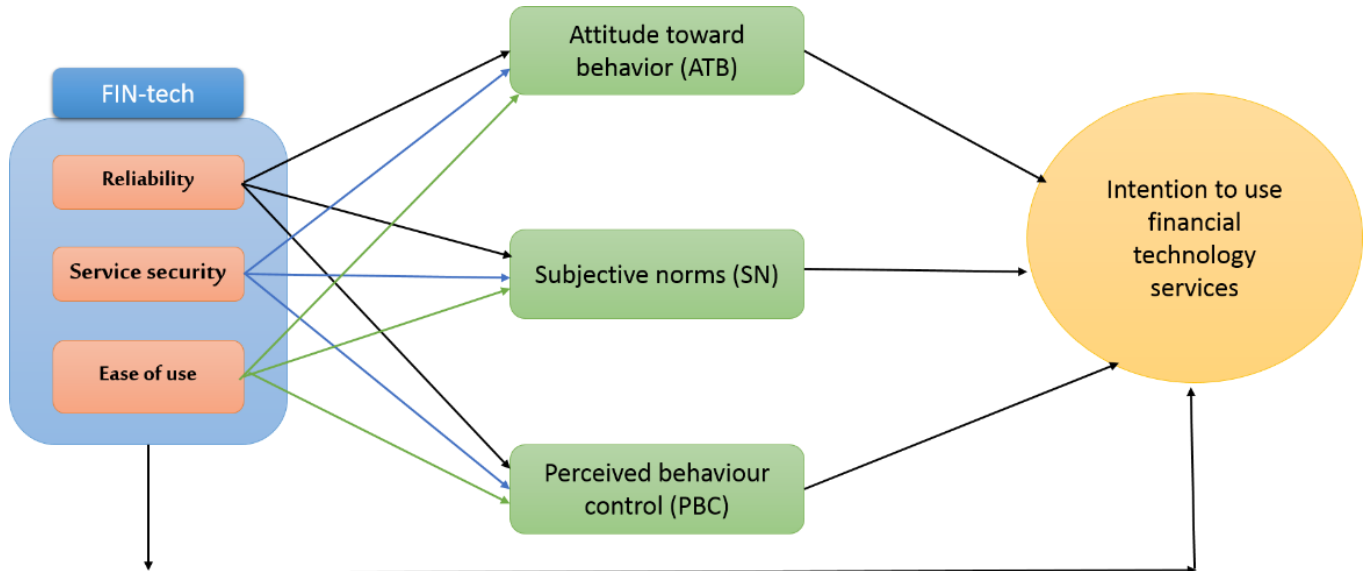 FIN-tech
Reliability
Service security
Ease of use
Attitude toward
behavior (ATB)
Subjective norms (SN)
Perceived behaviour
control (PBC)
Intention to use
financial
technology
services